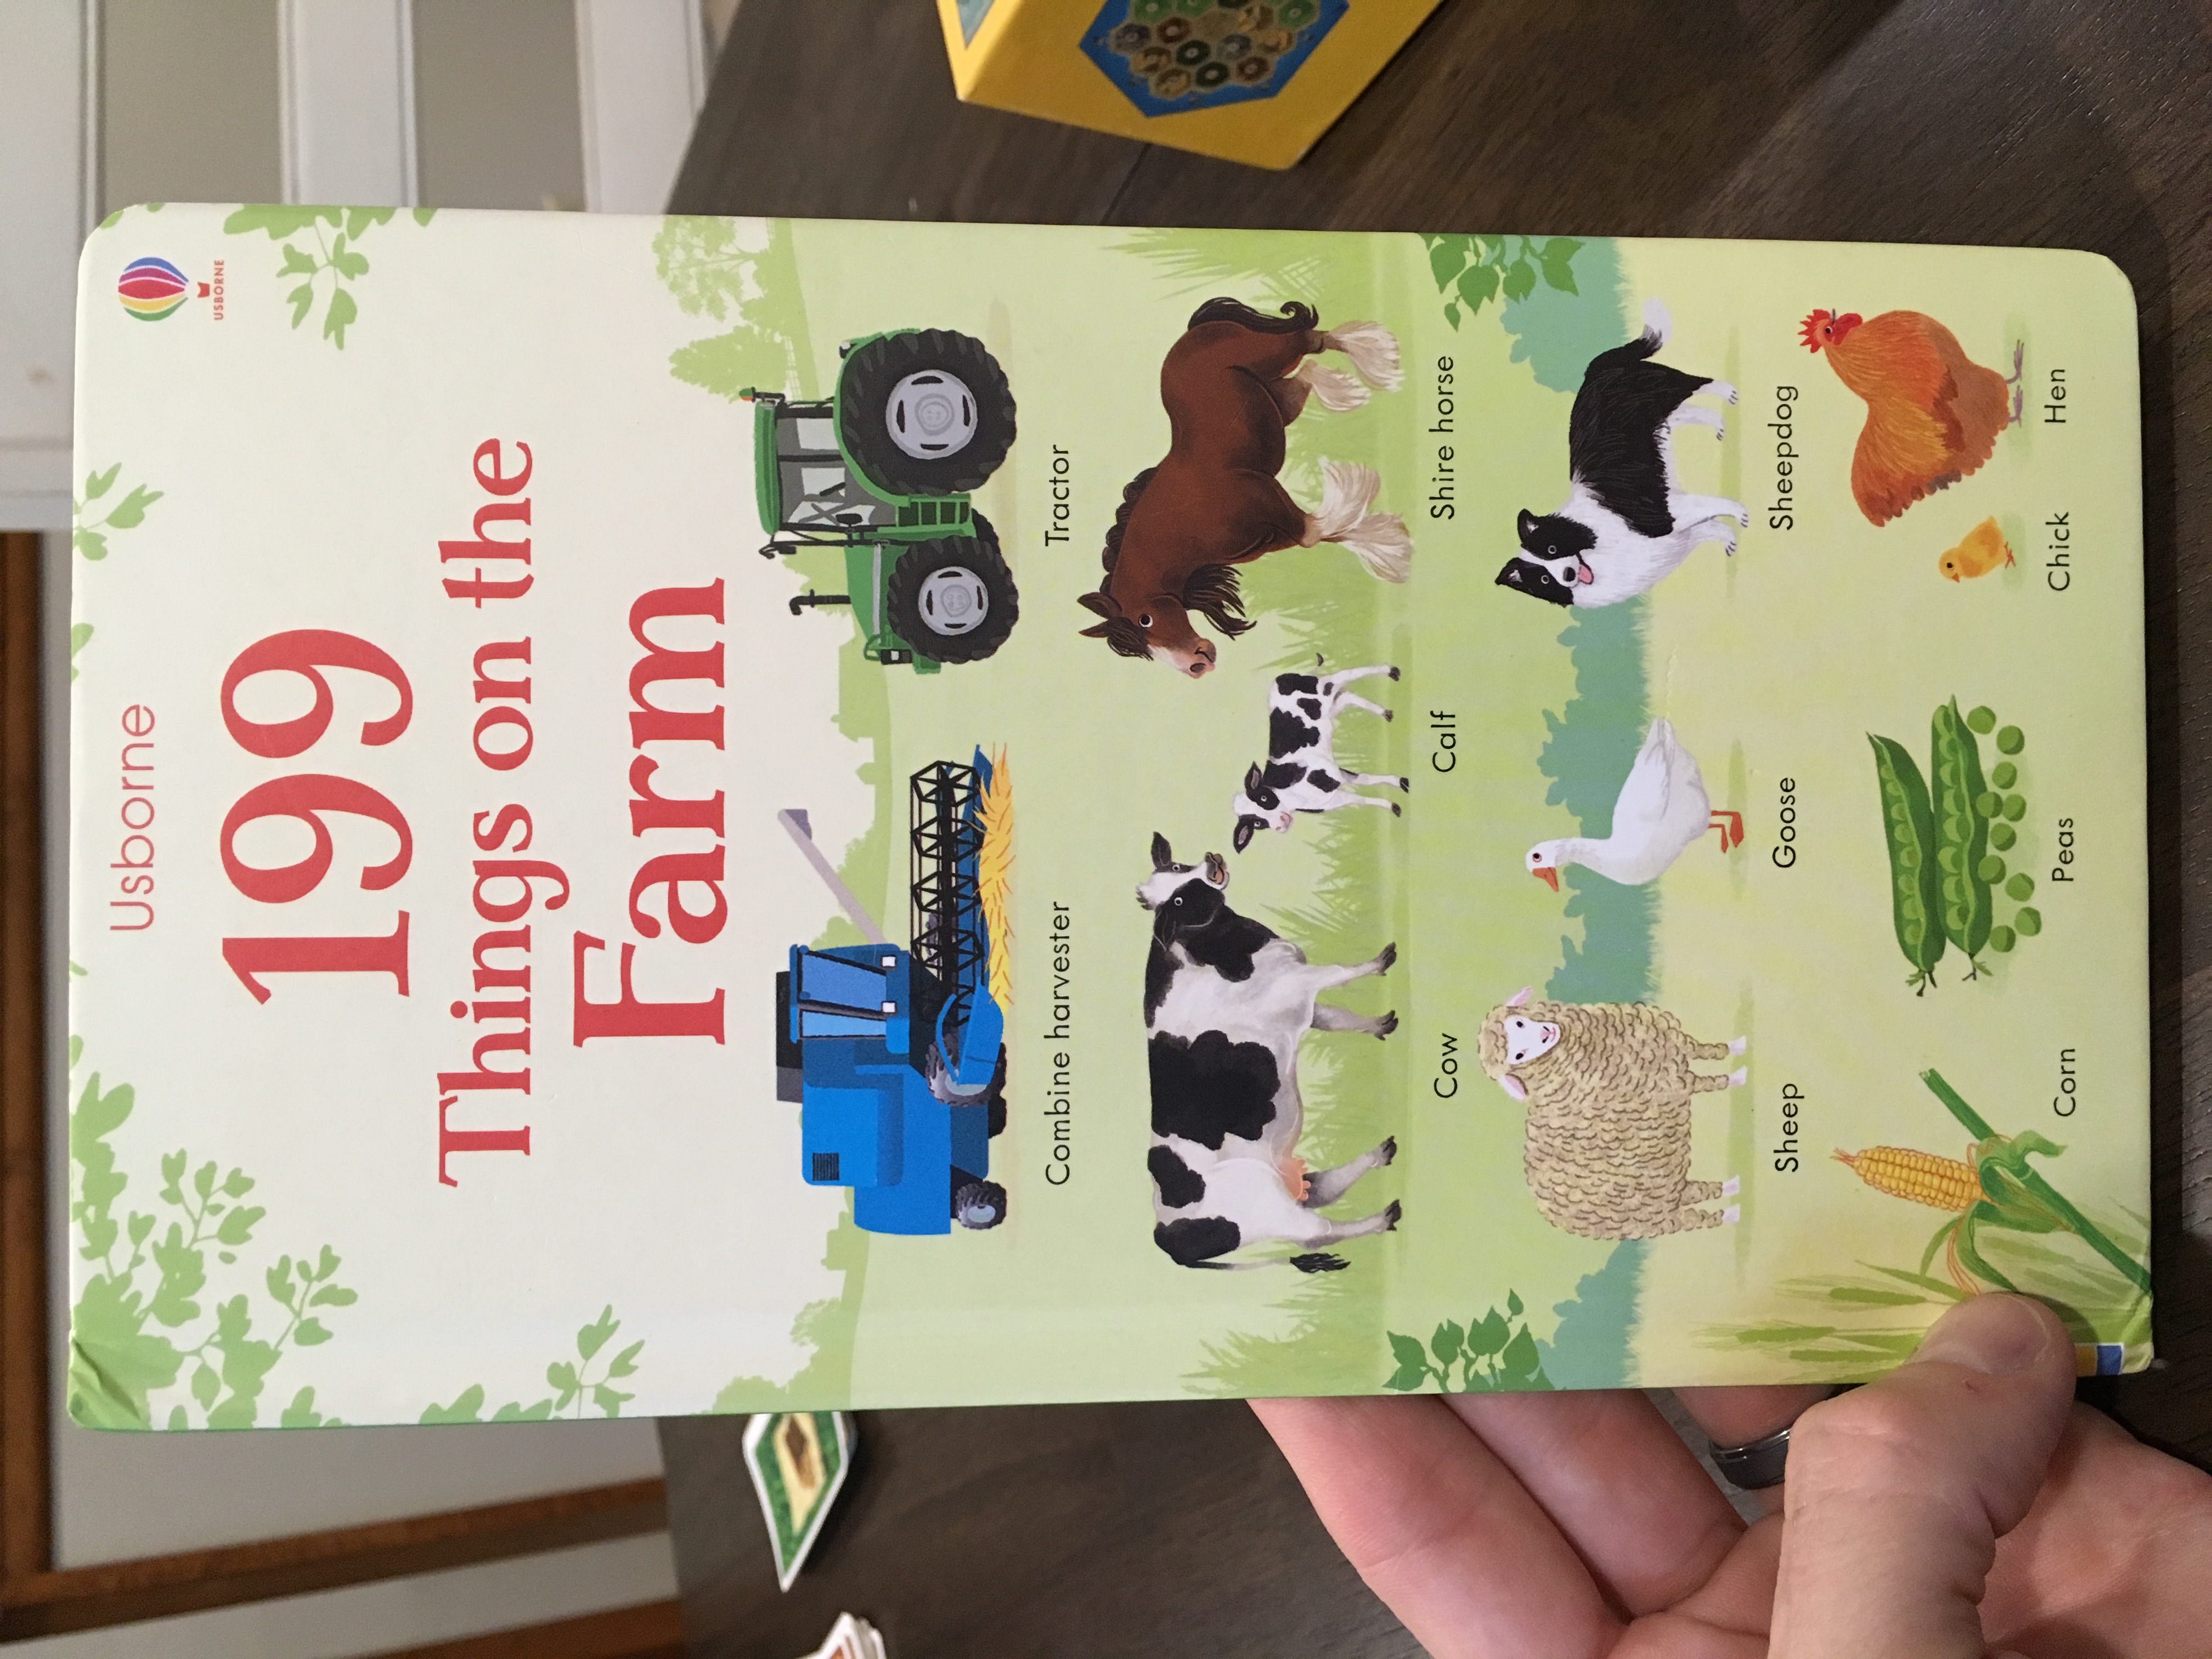 Usborne
USBORNE
199
Things on the
Farm
Combine harvester
Tractor
Cow
Calf
Shire horse
Sheep
Goose
Sheepdog
Corn
Peas
Chick
Hen